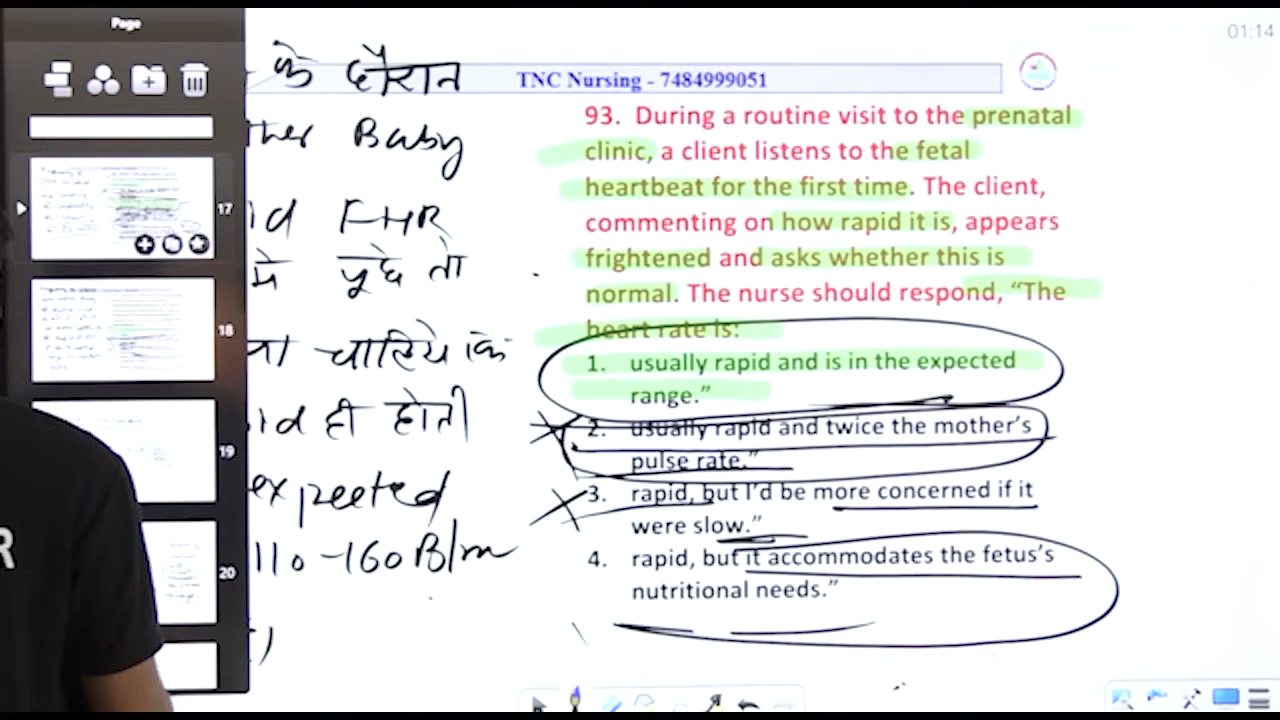 Page
01:14
17
18
19
20
R
के दौरान
Baby
FHR
में पूछे तो
चाहिये कि
ही होती
expected
110-160 B/m
TNC Nursing - 7484999051
93. During a routine visit to the prenatal
clinic, a client listens to the fetal
heartbeat for the first time. The client,
commenting on how rapid it is, appears
frightened and asks whether this is
normal. The nurse should respond, “The
heart rate is:
1. usually rapid and is in the expected
range.”
2. usually rapid and twice the mother’s
pulse rate.”
3. rapid, but I’d be more concerned if it
were slow.”
4. rapid, but it accommodates the fetus’s
nutritional needs.”